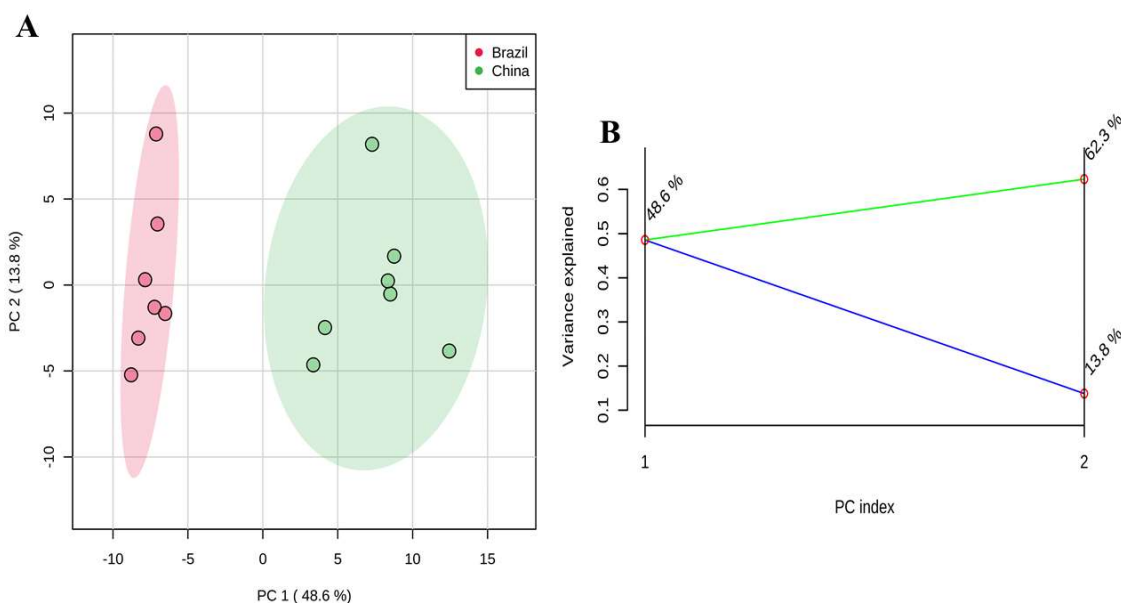 A
Brazil
China
10
5
0
-5
-10
PC 2 ( 13.8 %)
-10
-5
0
5
10
15
PC 1 ( 48.6 %)
B
62.3 %
48.6 %
13.8 %
Variance explained
0.6
0.5
0.4
0.3
0.2
0.1
1
2
PC index